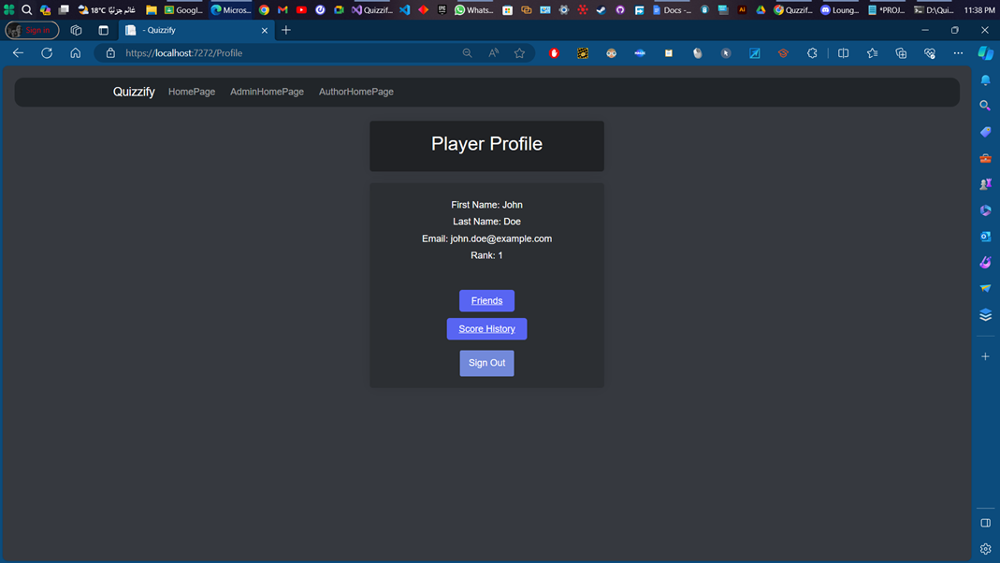 18°C غائم جزئيًا Googl... Micros... Quizzif... Whats... Docs -... Quzzif... Loung... *PROJ... D:\Qui... 11:38 PM
Sign in - Quizzify
https://localhost:7272/Profile
Quizzify HomePage AdminHomePage AuthorHomePage
Player Profile
First Name: John
Last Name: Doe
Email: john.doe@example.com
Rank: 1
Friends
Score History
Sign Out